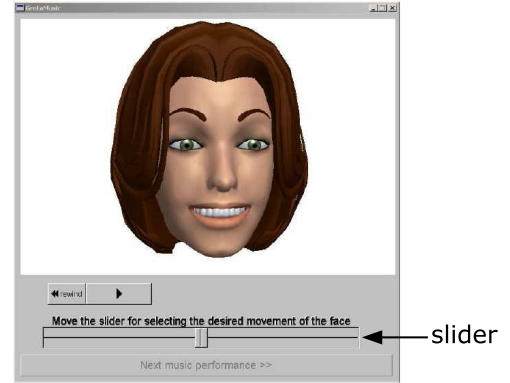 GretaMusic
rewind
Move the slider for selecting the desired movement of the face
slider
Next music performance >>